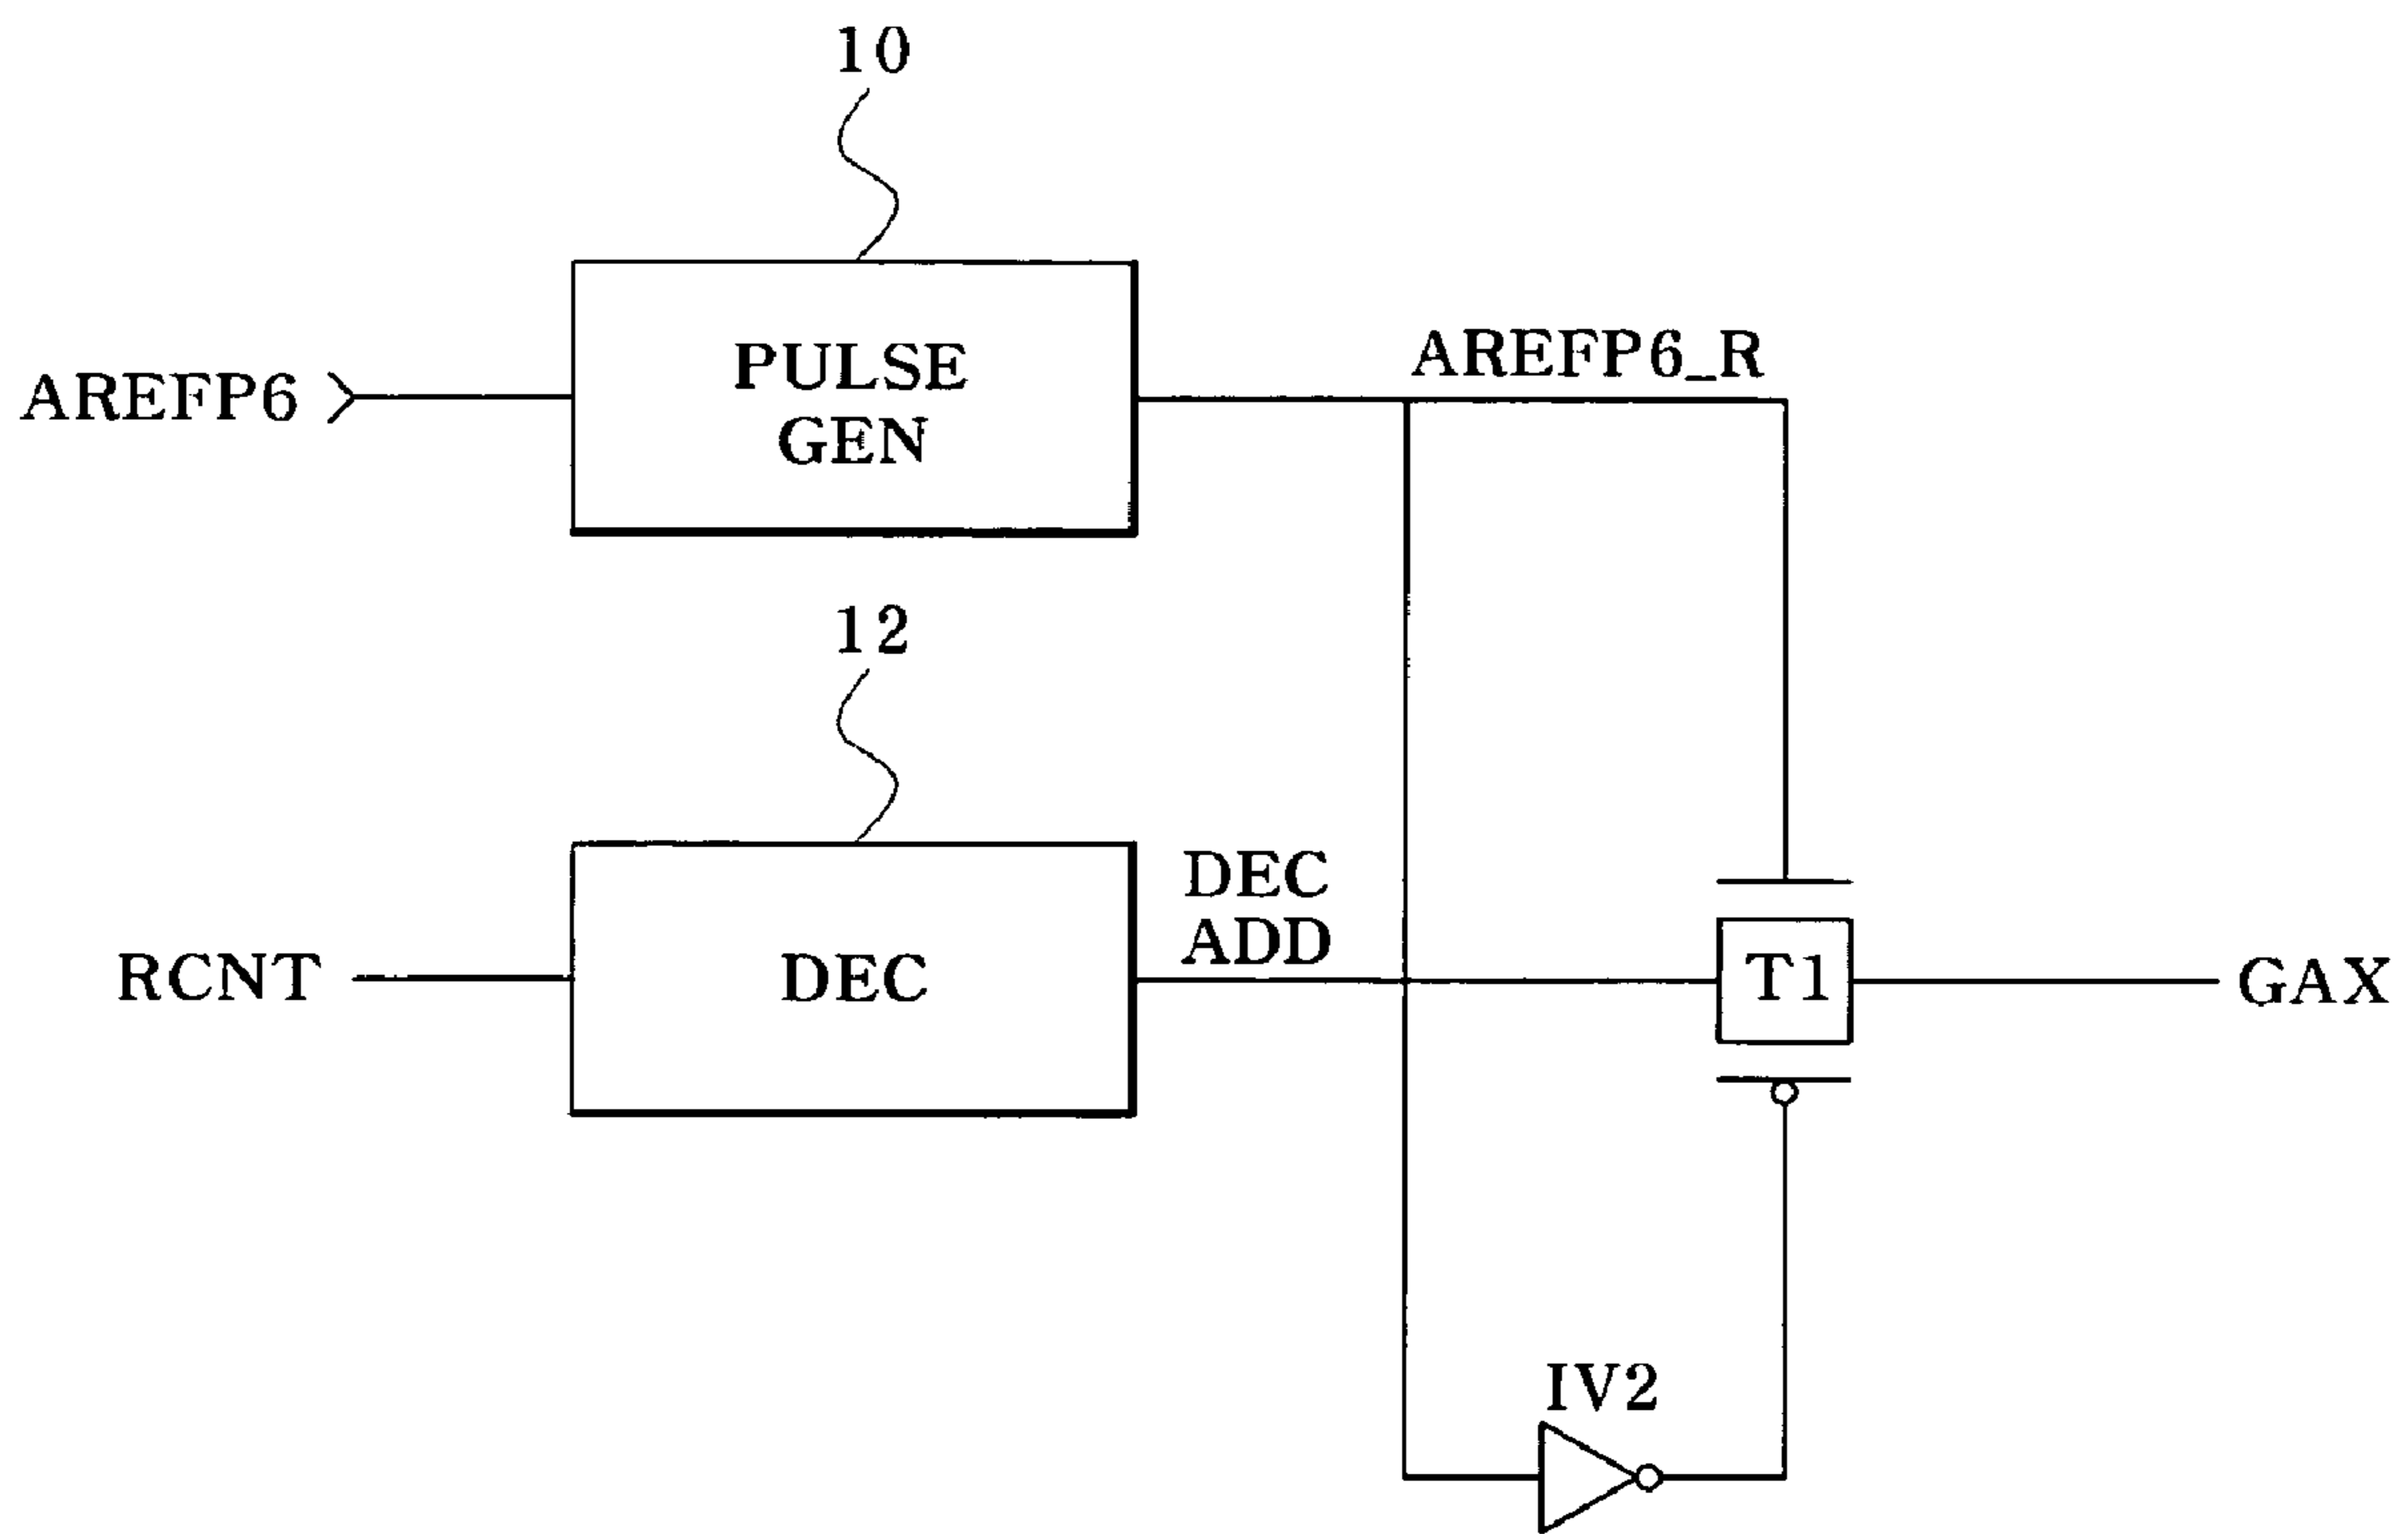 10
AREFP6
PULSE
GEN
AREFP6_R
12
RCNT
DEC
DEC
ADD
T1
GAX
IV2